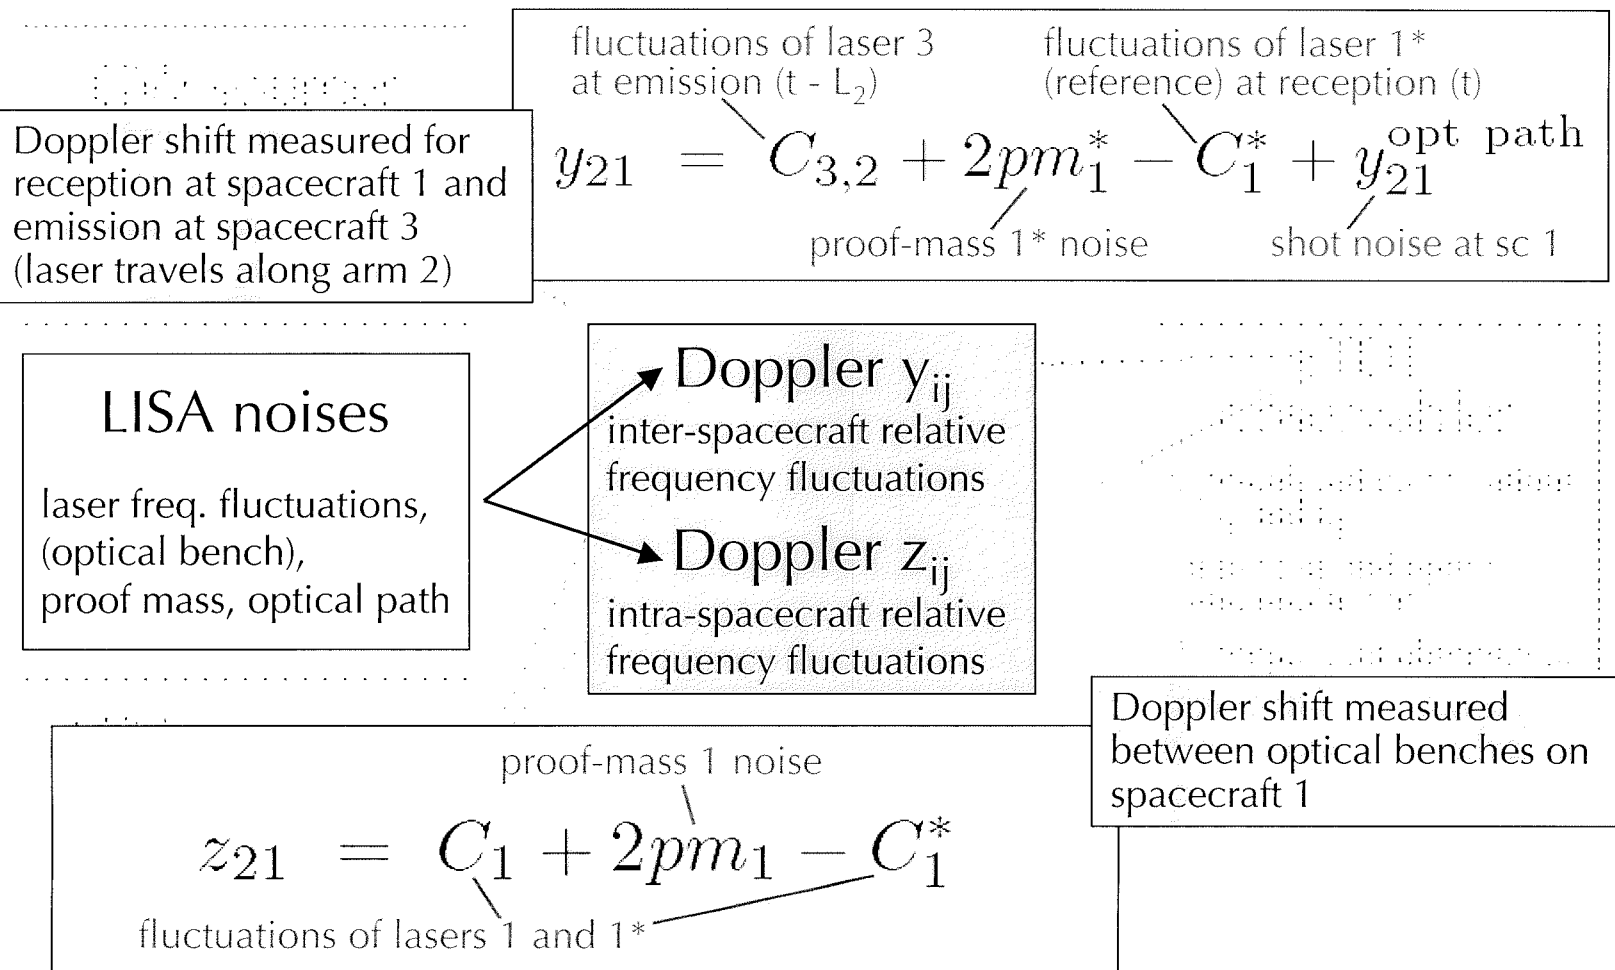 fluctuations of laser 3
at emission (t - L₂)
fluctuations of laser 1*
(reference) at reception (t)
Doppler shift measured for
reception at spacecraft 1 and
emission at spacecraft 3
(laser travels along arm 2)
y₂₁ = C₃,₂ + 2pm₁* − C₁* + y₂₁^opt path
proof-mass 1* noise
shot noise at sc 1
LISA noises
laser freq. fluctuations,
(optical bench),
proof mass, optical path
Doppler y_ij
inter-spacecraft relative
frequency fluctuations
Doppler z_ij
intra-spacecraft relative
frequency fluctuations
Doppler shift measured
between optical benches on
spacecraft 1
proof-mass 1 noise
z₂₁ = C₁ + 2pm₁ − C₁*
fluctuations of lasers 1 and 1*